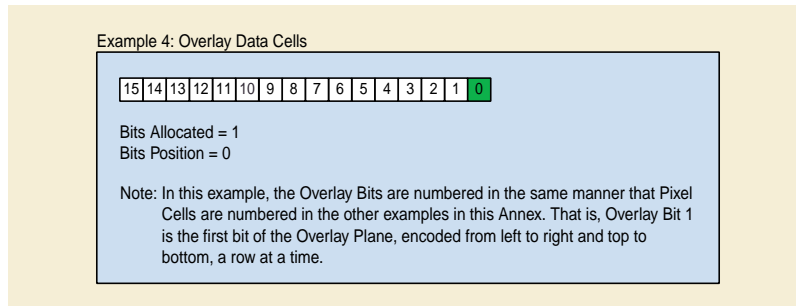 Example 4: Overlay Data Cells
15 14 13 12 11 10 9 8 7 6 5 4 3 2 1 0
Bits Allocated = 1
Bits Position = 0
Note: In this example, the Overlay Bits are numbered in the same manner that Pixel
Cells are numbered in the other examples in this Annex. That is, Overlay Bit 1
is the first bit of the Overlay Plane, encoded from left to right and top to
bottom, a row at a time.